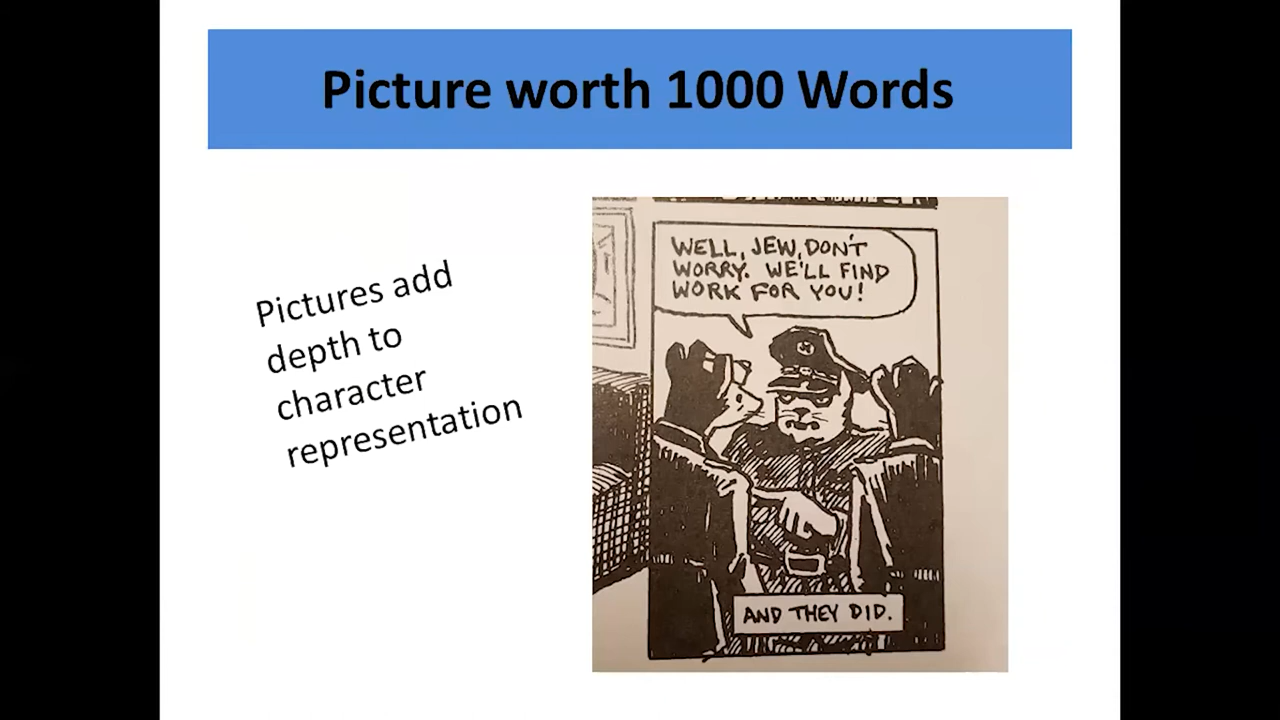 Picture worth 1000 Words
Pictures add
depth to
character
representation
WELL, JEW, DON'T
WORRY. WE'LL FIND
WORK FOR YOU!
AND THEY DID.